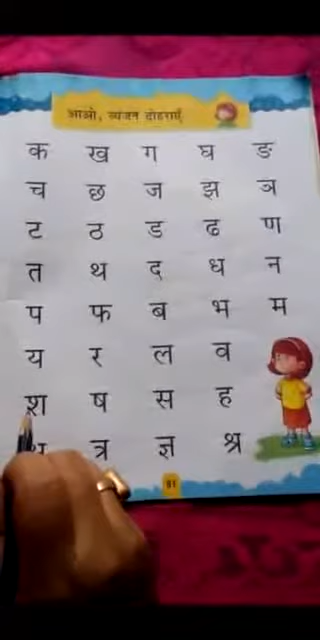 आओ, व्यंजन दोहराएँ
क ख ग घ ङ
च छ ज झ ञ
ट ठ ड ढ ण
त थ द ध न
प फ ब भ म
य र ल व
श ष स ह
त्र ज्ञ श्र
81